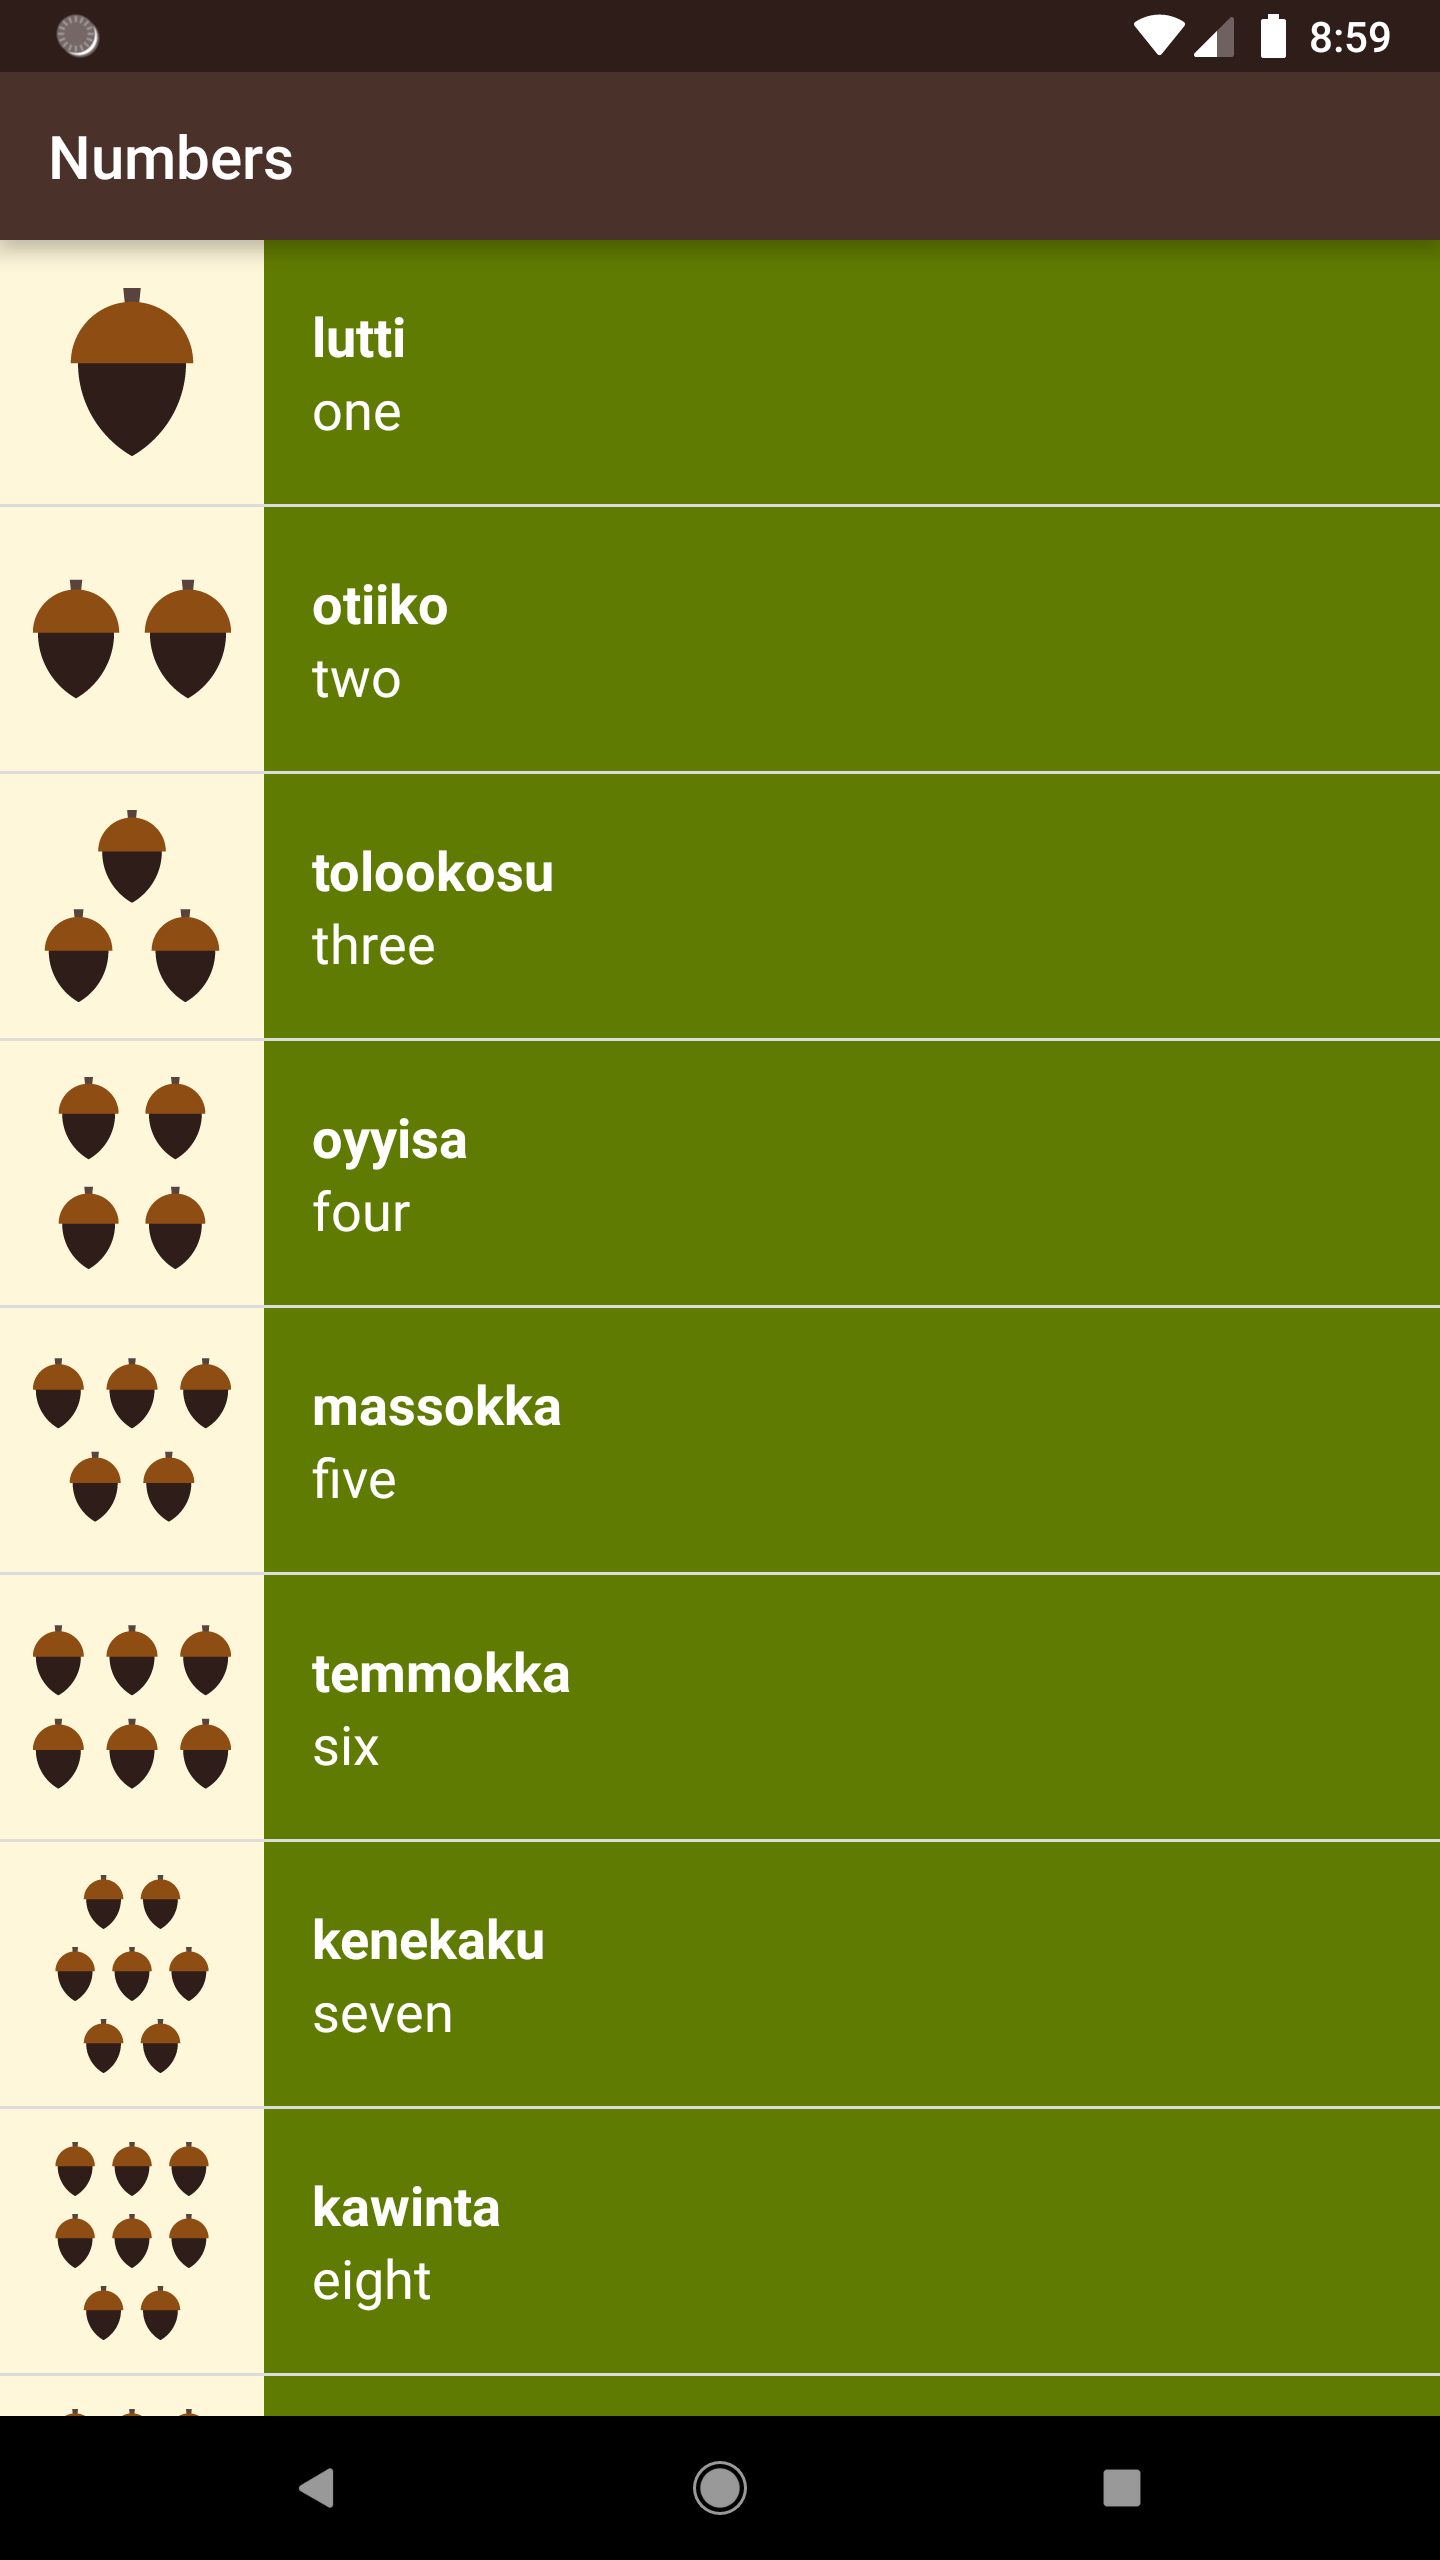 8:59
Numbers
lutti
one
otiiko
two
tolookosu
three
oyyisa
four
massokka
five
temmokka
six
kenekaku
seven
kawinta
eight